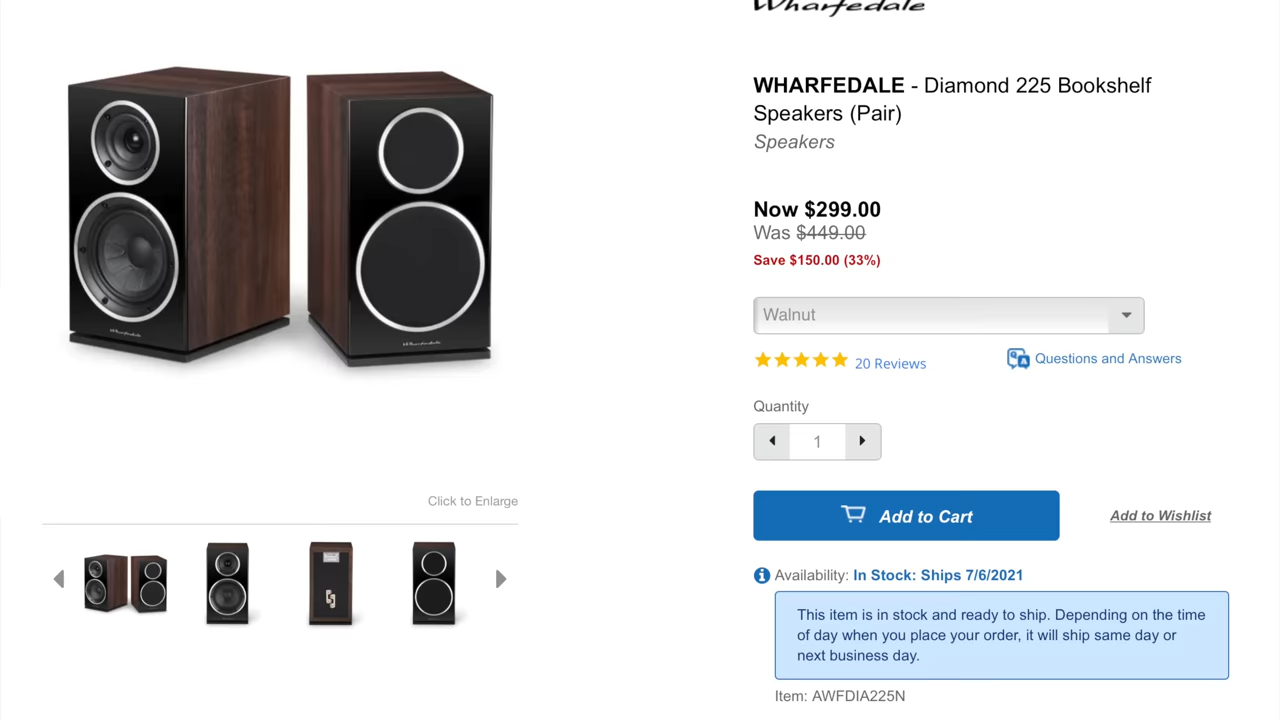 Wharfedale
WHARFEDALE - Diamond 225 Bookshelf
Speakers (Pair)
Speakers
Now $299.00
Was $449.00
Save $150.00 (33%)
Walnut
20 Reviews
Questions and Answers
Quantity
1
Click to Enlarge
Add to Cart
Add to Wishlist
Availability: In Stock: Ships 7/6/2021
This item is in stock and ready to ship. Depending on the time
of day when you place your order, it will ship same day or
next business day.
Item: AWFDIA225N
Wharfedale
Wharfedale